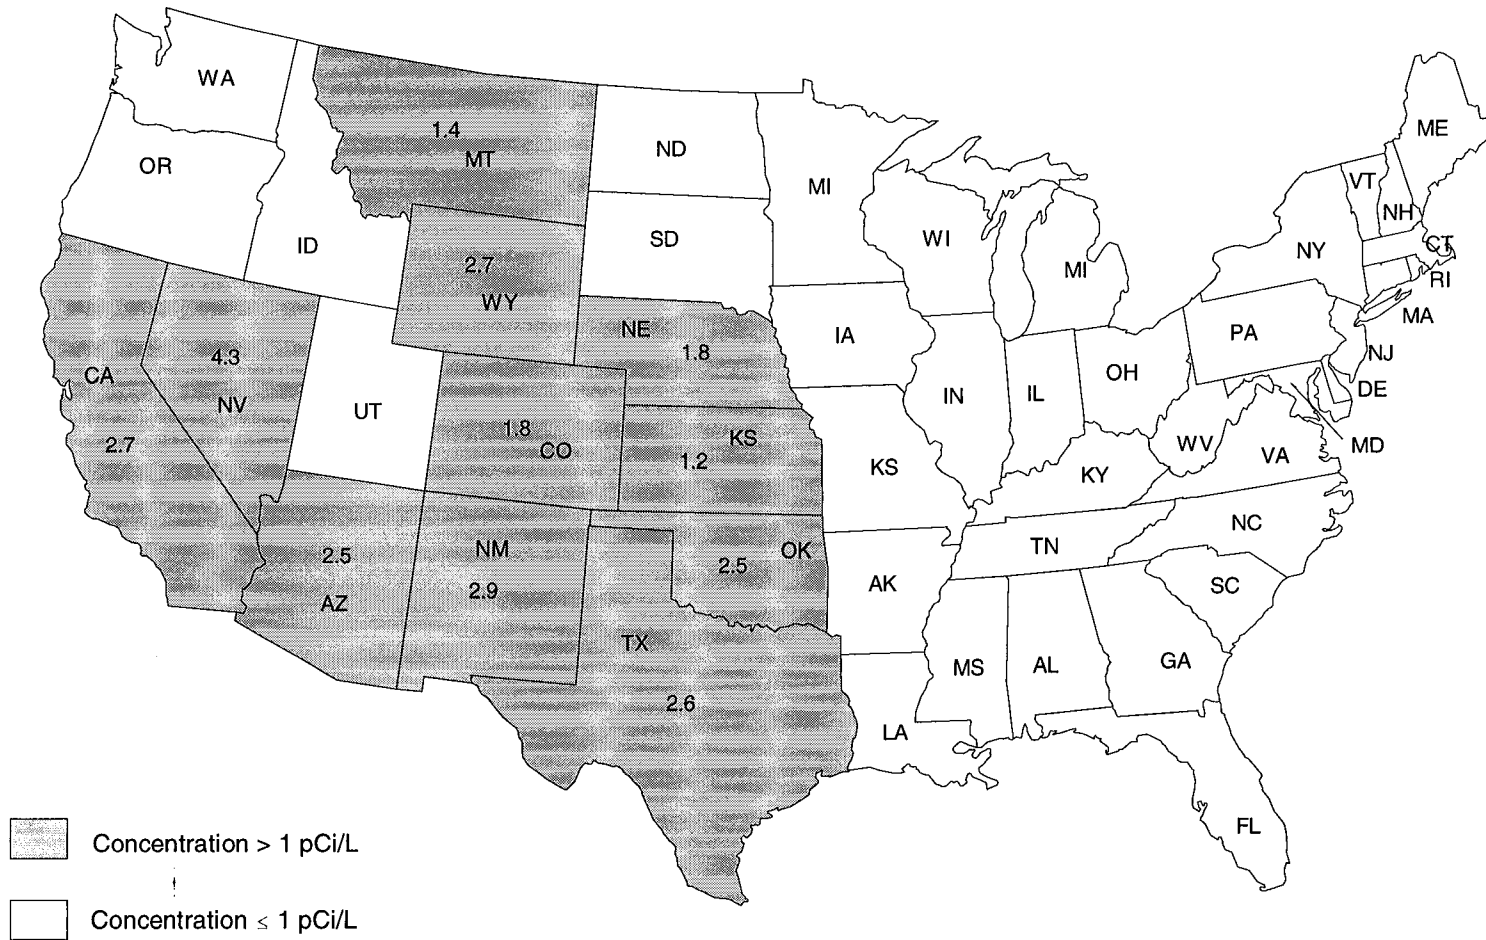 WA
ME
1.4
MT
ND
OR
VT
MI
NH
ID
SD
WI
NY
CT
2.7
WY
MI
RI
MA
NE
1.8
IA
PA
4.3
NV
CA
NJ
UT
OH
DE
IN
IL
1.8
CO
KS
1.2
2.7
KS
WV
VA
MD
KY
NC
2.5
AZ
NM
2.9
2.5
OK
TN
AK
SC
TX
2.6
MS
AL
GA
LA
FL
Concentration > 1 pCi/L
Concentration ≤ 1 pCi/L